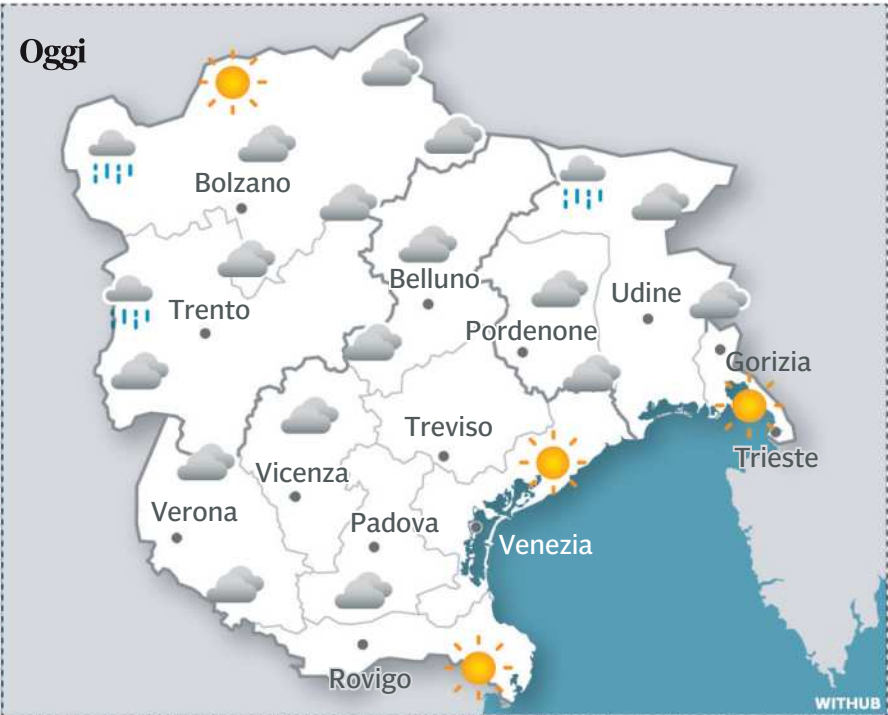 Oggi
Bolzano
Belluno
Udine
Trento
Pordenone
Gorizia
Treviso
Trieste
Vicenza
Verona
Padova
Venezia
Rovigo
WITHUB